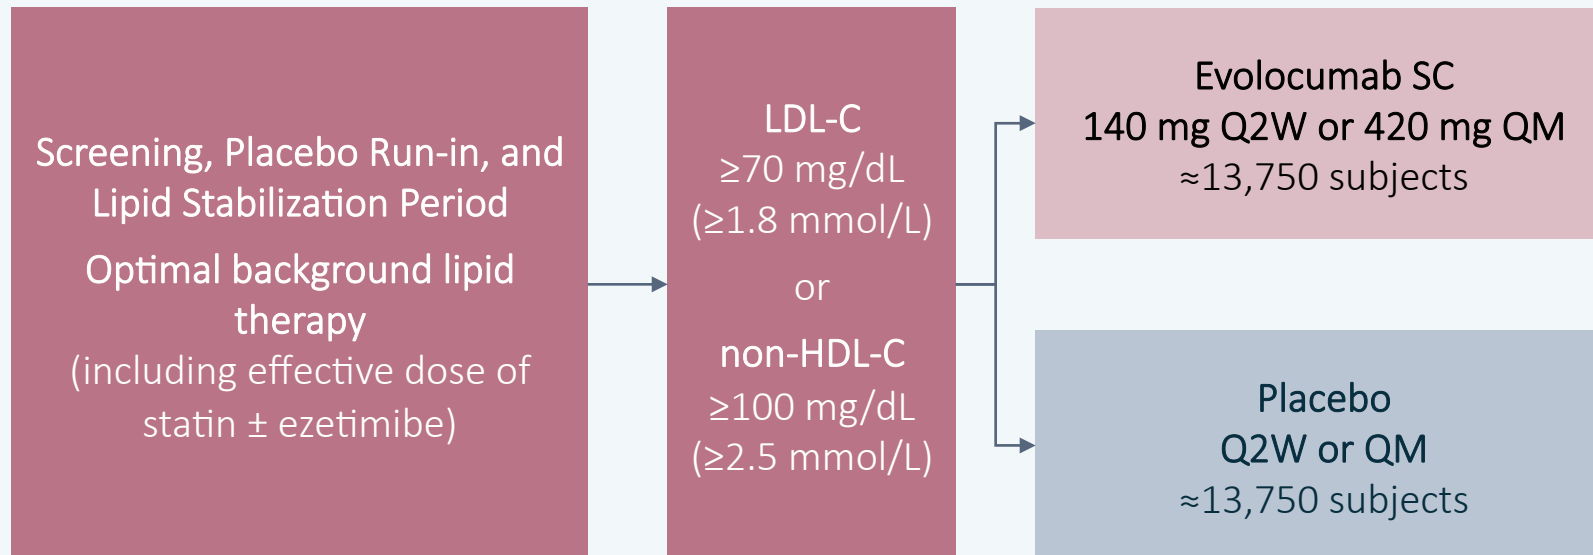 Screening, Placebo Run-in, and
Lipid Stabilization Period
Optimal background lipid
therapy
(including effective dose of
statin ± ezetimibe)
LDL-C
≥70 mg/dL
(≥1.8 mmol/L)
or
non-HDL-C
≥100 mg/dL
(≥2.5 mmol/L)
Evolocumab SC
140 mg Q2W or 420 mg QM
≈13,750 subjects
Placebo
Q2W or QM
≈13,750 subjects